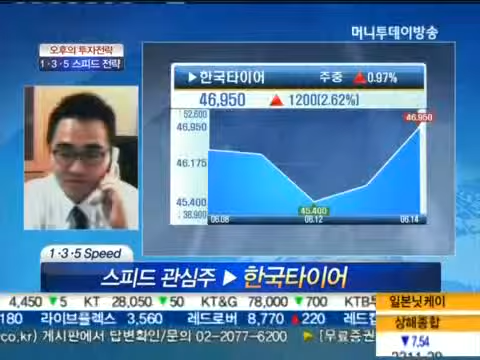 머니투데이방송
오후의 투자전략
1·3·5 스피드 전략
▶한국타이어 주중 ▲0.97%
46,950 ▲ 1200(2.62%)
52,600
46,950
46,950
46,175
45,400
45,400
38,900
06.08 06.12 06.14
1·3·5 Speed
스피드 관심주 ▶ 한국타이어
4,450 ▼5 KT 28,050 ▼50 KT&G 78,000 ▼700 KTB
일본닛케이
180 라이브플렉스 3,560 레드로버 8,770 ▲220 레드캡
상해종합
▼7.54
co.kr) 게시판에서 답변확인/문의 02-2077-6200 ▶ [무료증권